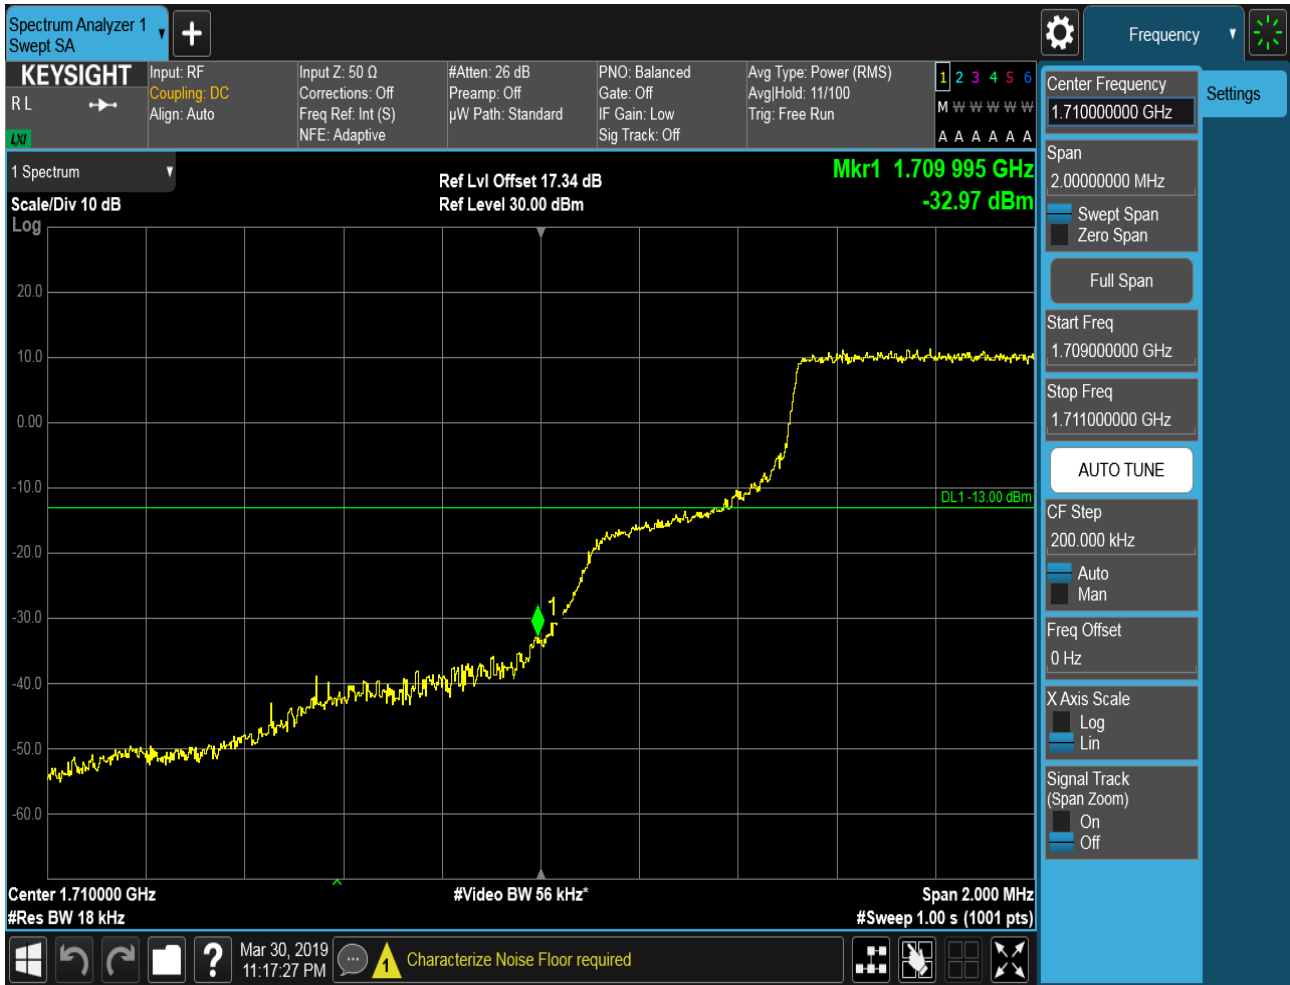 Spectrum Analyzer 1
Swept SA
Frequency
KEYSIGHT
R L
LXI
Input: RF
Coupling: DC
Align: Auto
Input Z: 50 Ω
Corrections: Off
Freq Ref: Int (S)
NFE: Adaptive
#Atten: 26 dB
Preamp: Off
µW Path: Standard
PNO: Balanced
Gate: Off
IF Gain: Low
Sig Track: Off
Avg Type: Power (RMS)
Avg|Hold: 11/100
Trig: Free Run
1 2 3 4 5 6
M W W W W W
A A A A A A
1 Spectrum
Scale/Div 10 dB
Log
Ref Lvl Offset 17.34 dB
Ref Level 30.00 dBm
Mkr1 1.709 995 GHz
-32.97 dBm
20.0
10.0
0.00
-10.0
-20.0
-30.0
-40.0
-50.0
-60.0
DL1 -13.00 dBm
1
Center 1.710000 GHz
#Res BW 18 kHz
#Video BW 56 kHz*
Span 2.000 MHz
#Sweep 1.00 s (1001 pts)
Center Frequency
1.710000000 GHz
Settings
Span
2.00000000 MHz
Swept Span
Zero Span
Full Span
Start Freq
1.709000000 GHz
Stop Freq
1.711000000 GHz
AUTO TUNE
CF Step
200.000 kHz
Auto
Man
Freq Offset
0 Hz
X Axis Scale
Log
Lin
Signal Track
(Span Zoom)
On
Off
?
Mar 30, 2019
11:17:27 PM
1
Characterize Noise Floor required